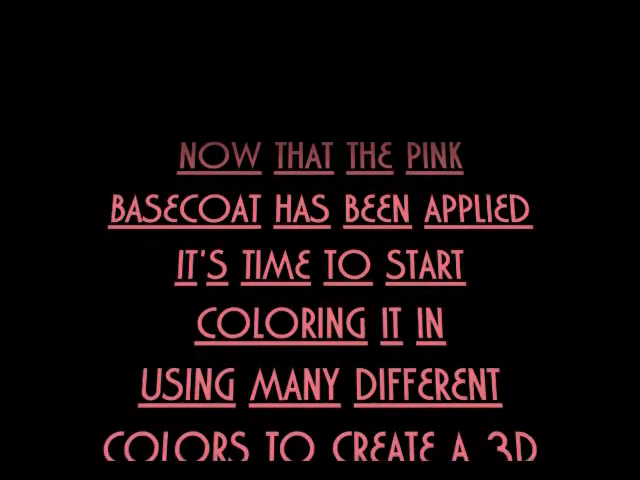 NOW THAT THE PINK
BASECOAT HAS BEEN APPLIED
IT'S TIME TO START
COLORING IT IN
USING MANY DIFFERENT
COLORS TO CREATE A 3D